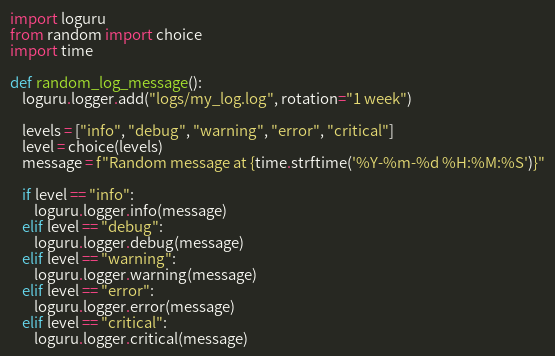 import loguru
from random import choice
import time

def random_log_message():
    loguru.logger.add("logs/my_log.log", rotation="1 week")

    levels = ["info", "debug", "warning", "error", "critical"]
    level = choice(levels)
    message = f"Random message at {time.strftime('%Y-%m-%d %H:%M:%S')}"

    if level == "info":
        loguru.logger.info(message)
    elif level == "debug":
        loguru.logger.debug(message)
    elif level == "warning":
        loguru.logger.warning(message)
    elif level == "error":
        loguru.logger.error(message)
    elif level == "critical":
        loguru.logger.critical(message)